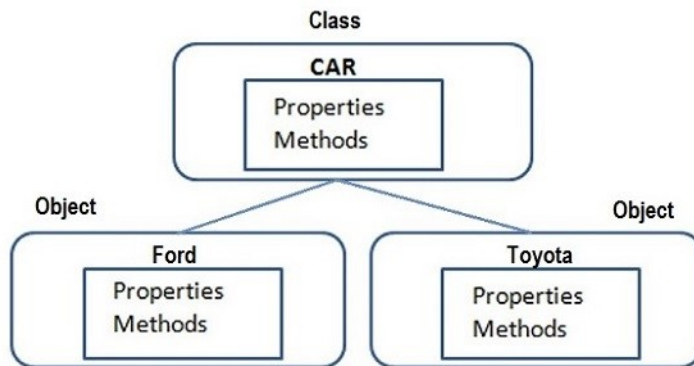 Class
CAR
Properties
Methods
Object
Object
Ford
Properties
Methods
Toyota
Properties
Methods